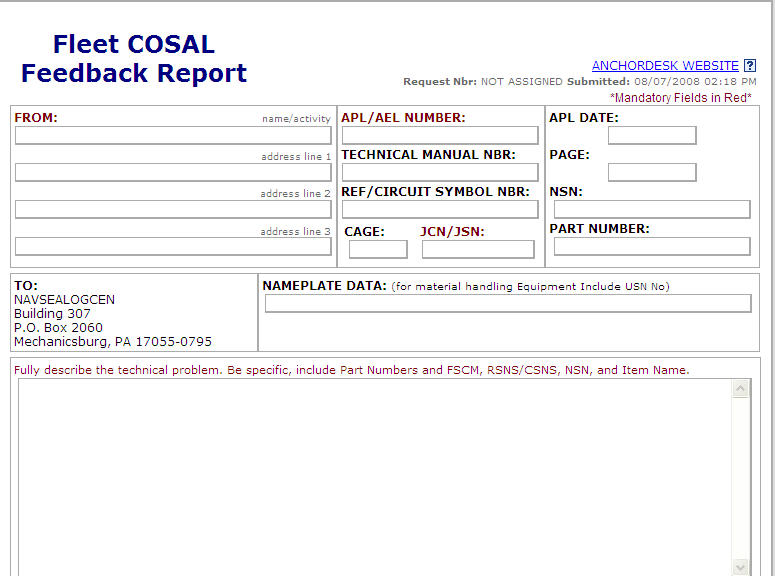 Fleet COSAL
Feedback Report
ANCHORDESK WEBSITE ?
Request Nbr: NOT ASSIGNED Submitted: 08/07/2008 02:18 PM
*Mandatory Fields in Red*
FROM: name/activity
address line 1
address line 2
address line 3
APL/AEL NUMBER:
TECHNICAL MANUAL NBR:
REF/CIRCUIT SYMBOL NBR:
CAGE: JCN/JSN:
APL DATE:
PAGE:
NSN:
PART NUMBER:
TO:
NAVSEALOGCEN
Building 307
P.O. Box 2060
Mechanicsburg, PA 17055-0795
NAMEPLATE DATA: (for material handling Equipment Include USN No)
Fully describe the technical problem. Be specific, include Part Numbers and FSCM, RSNS/CSNS, NSN, and Item Name.